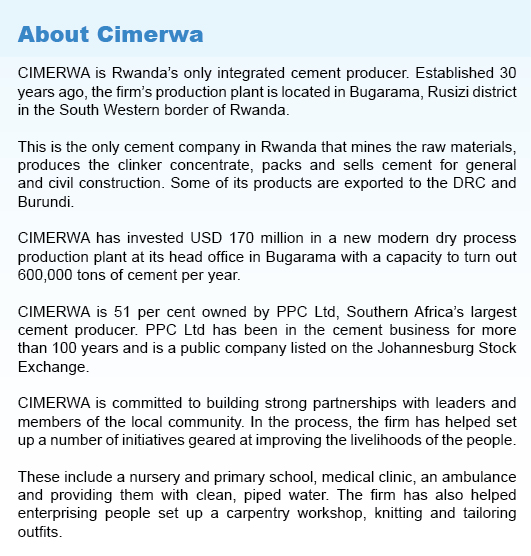 About Cimerwa
CIMERWA is Rwanda's only integrated cement producer. Established 30
years ago, the firm's production plant is located in Bugarama, Rusizi district
in the South Western border of Rwanda.
This is the only cement company in Rwanda that mines the raw materials,
produces the clinker concentrate, packs and sells cement for general
and civil construction. Some of its products are exported to the DRC and
Burundi.
CIMERWA has invested USD 170 million in a new modern dry process
production plant at its head office in Bugarama with a capacity to turn out
600,000 tons of cement per year.
CIMERWA is 51 per cent owned by PPC Ltd, Southern Africa's largest
cement producer. PPC Ltd has been in the cement business for more
than 100 years and is a public company listed on the Johannesburg Stock
Exchange.
CIMERWA is committed to building strong partnerships with leaders and
members of the local community. In the process, the firm has helped set
up a number of initiatives geared at improving the livelihoods of the people.
These include a nursery and primary school, medical clinic, an ambulance
and providing them with clean, piped water. The firm has also helped
enterprising people set up a carpentry workshop, knitting and tailoring
outfits.